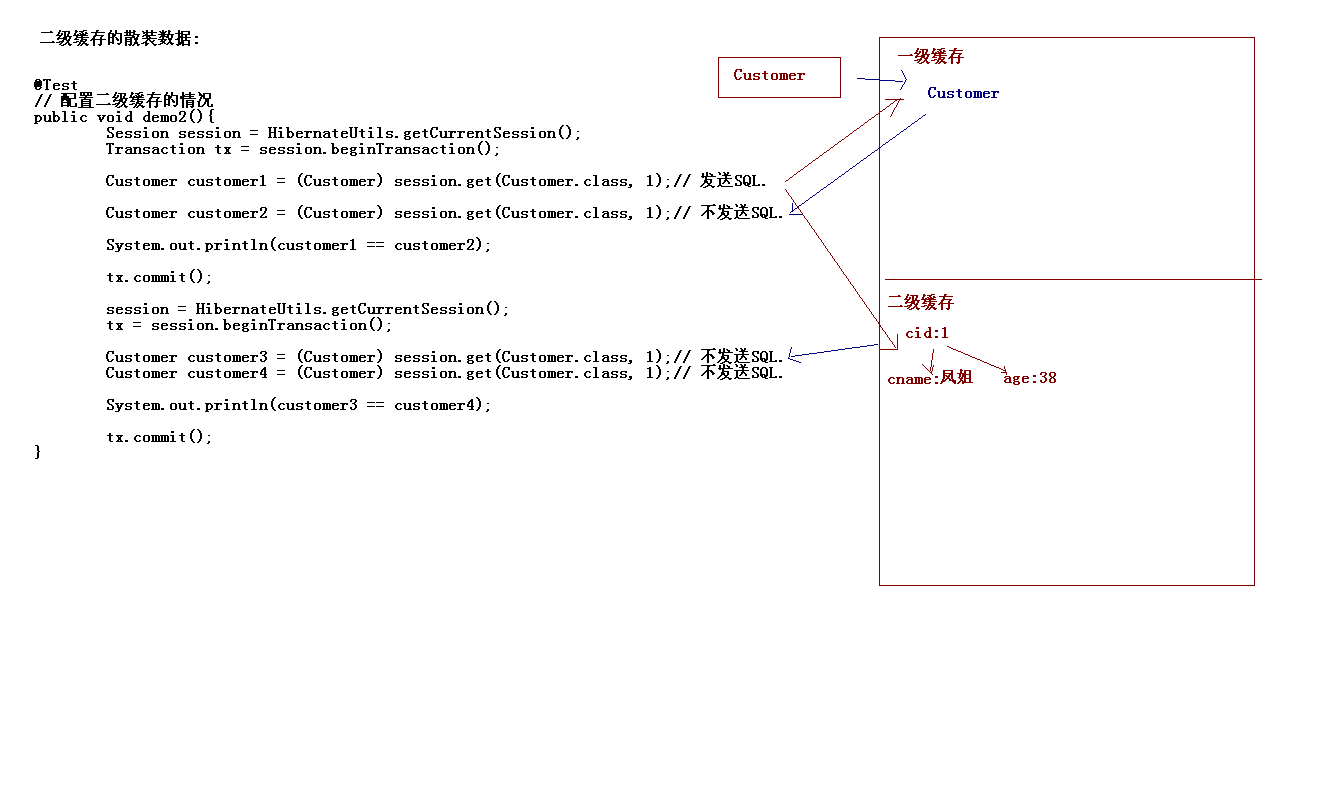 二级缓存的散装数据:
@Test
// 配置二级缓存的情况
public void demo2(){
Session session = HibernateUtils.getCurrentSession();
Transaction tx = session.beginTransaction();
Customer customer1 = (Customer) session.get(Customer.class, 1);// 发送SQL.
Customer customer2 = (Customer) session.get(Customer.class, 1);// 不发送SQL.
System.out.println(customer1 == customer2);
tx.commit();
session = HibernateUtils.getCurrentSession();
tx = session.beginTransaction();
Customer customer3 = (Customer) session.get(Customer.class, 1);// 不发送SQL.
Customer customer4 = (Customer) session.get(Customer.class, 1);// 不发送SQL.
System.out.println(customer3 == customer4);
tx.commit();
}
Customer
一级缓存
Customer
二级缓存
cid:1
cname:凤姐 age:38